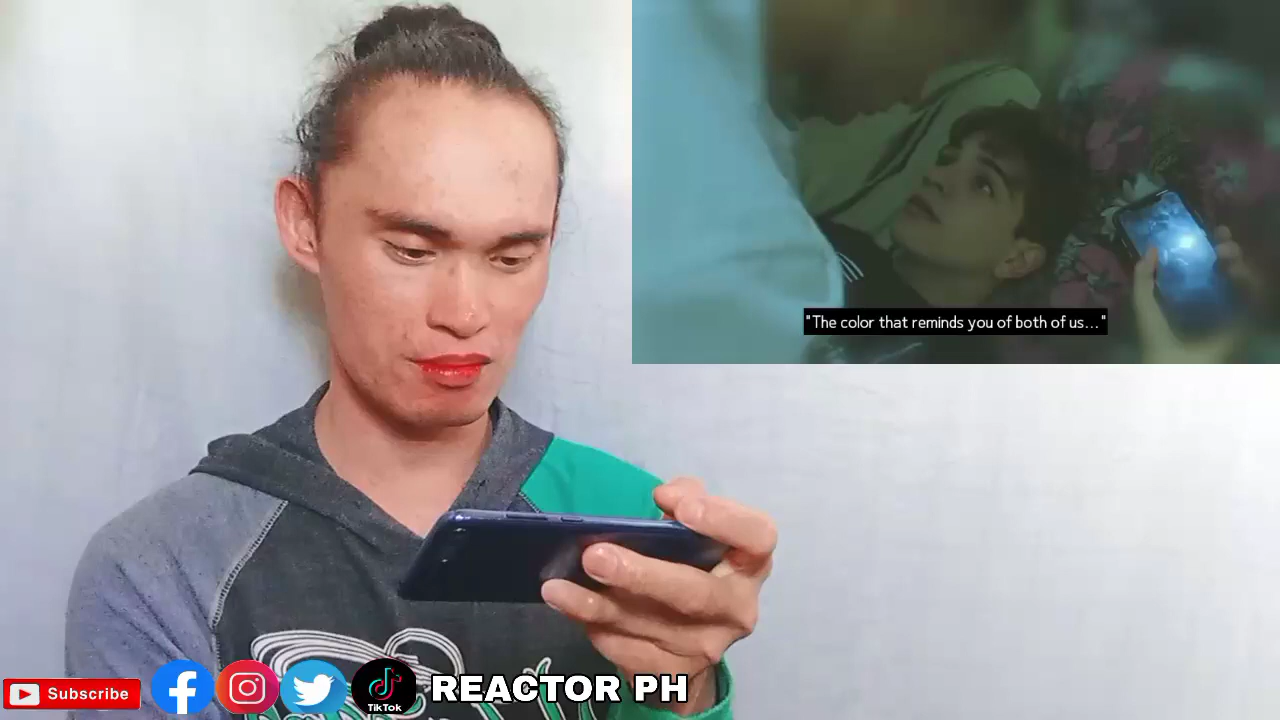 "The color that reminds you of both of us..."
Subscribe
TikTok
REACTOR PH